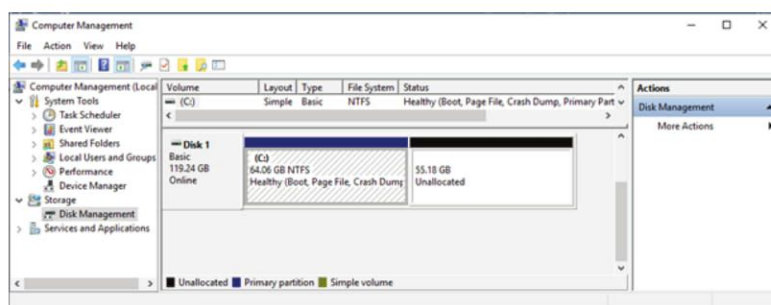 Computer Management
File Action View Help
Computer Management (Local
System Tools
Task Scheduler
Event Viewer
Shared Folders
Local Users and Groups
Performance
Device Manager
Storage
Disk Management
Services and Applications
Volume Layout Type File System Status
(C:) Simple Basic NTFS Healthy (Boot, Page File, Crash Dump, Primary Part
Disk 1
Basic
119.24 GB
Online
(C:)
64.06 GB NTFS
Healthy (Boot, Page File, Crash Dump
55.18 GB
Unallocated
Unallocated Primary partition Simple volume
Actions
Disk Management
More Actions